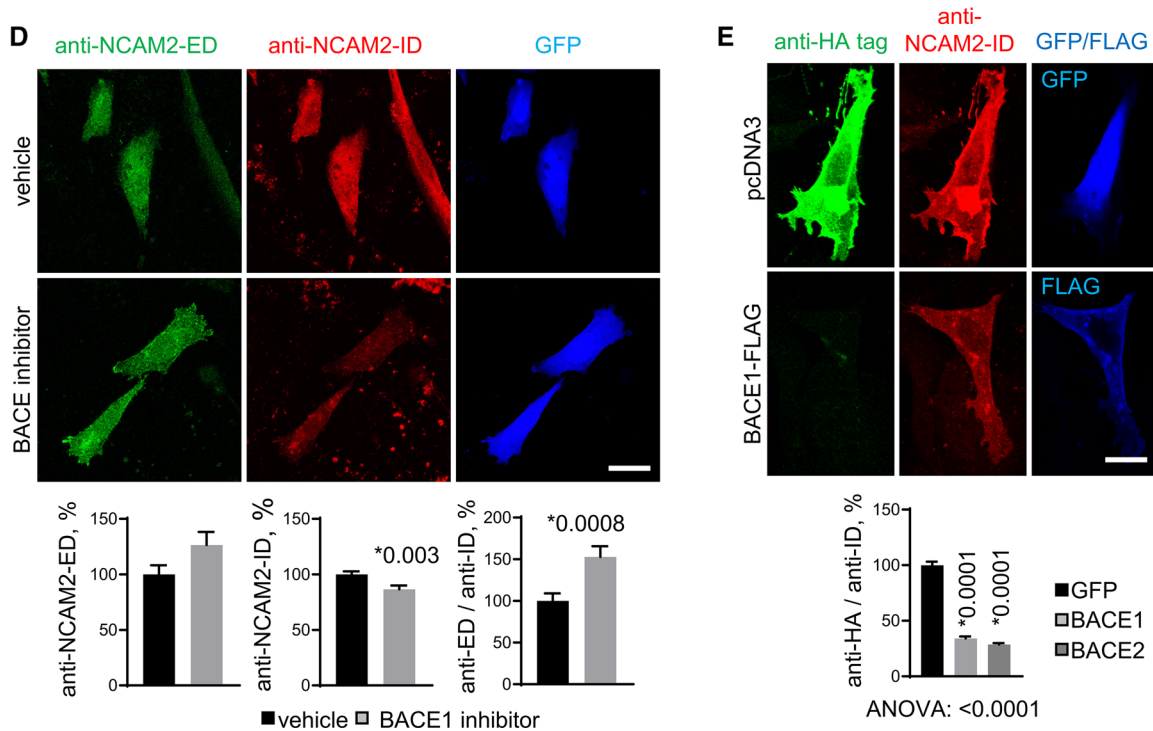 D
anti-NCAM2-ED
anti-NCAM2-ID
GFP
vehicle
BACE inhibitor
anti-NCAM2-ED, %
150
100
50
0
anti-NCAM2-ID, %
150
100
50
0
*0.003
anti-ED / anti-ID, %
200
150
100
50
0
*0.0008
vehicle
BACE1 inhibitor
E
anti-HA tag
anti-
NCAM2-ID
GFP/FLAG
pcDNA3
GFP
BACE1-FLAG
FLAG
anti-HA / anti-ID, %
150
100
50
0
*0.0001
*0.0001
GFP
BACE1
BACE2
ANOVA: <0.0001